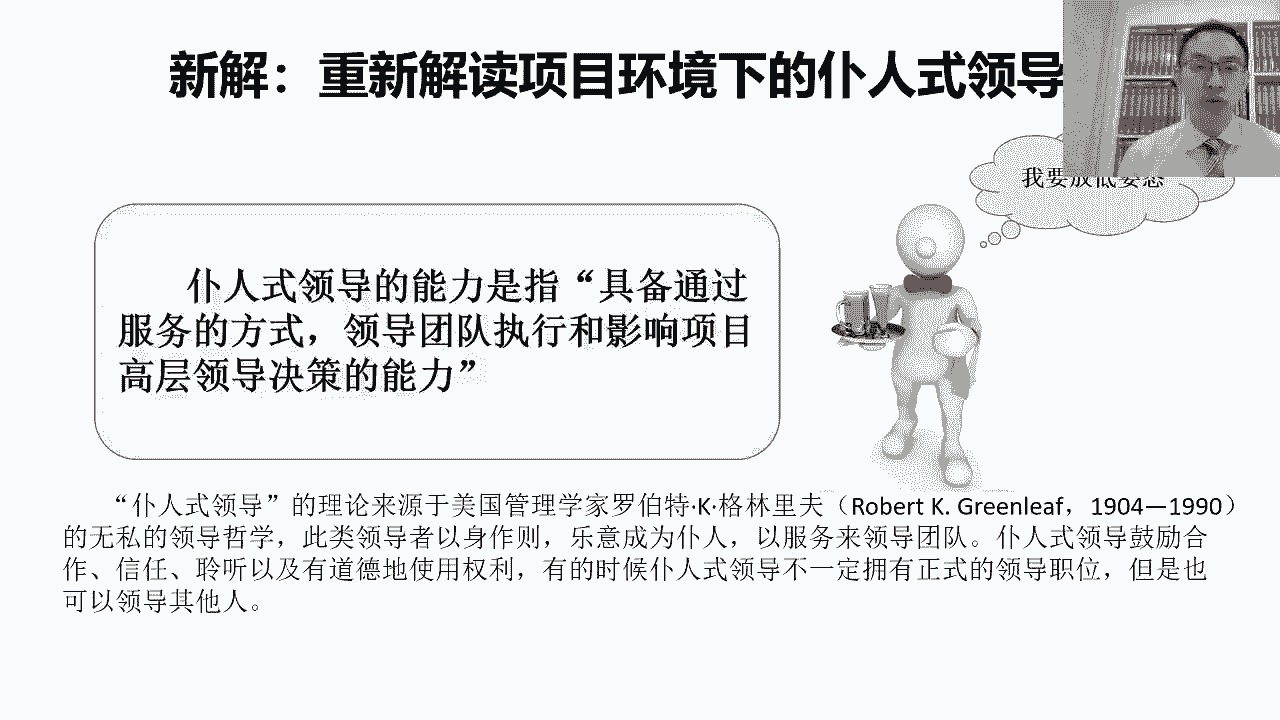 新解：重新解读项目环境下的仆人式领导
我要放低姿态
仆人式领导的能力是指“具备通过
服务的方式，领导团队执行和影响项目
高层领导决策的能力”
“仆人式领导”的理论来源于美国管理学家罗伯特·K·格林里夫（Robert K. Greenleaf，1904—1990）
的无私的领导哲学，此类领导者以身作则，乐意成为仆人，以服务来领导团队。仆人式领导鼓励合
作、信任、聆听以及有道德地使用权利，有的时候仆人式领导不一定拥有正式的领导职位，但是也
可以领导其他人。